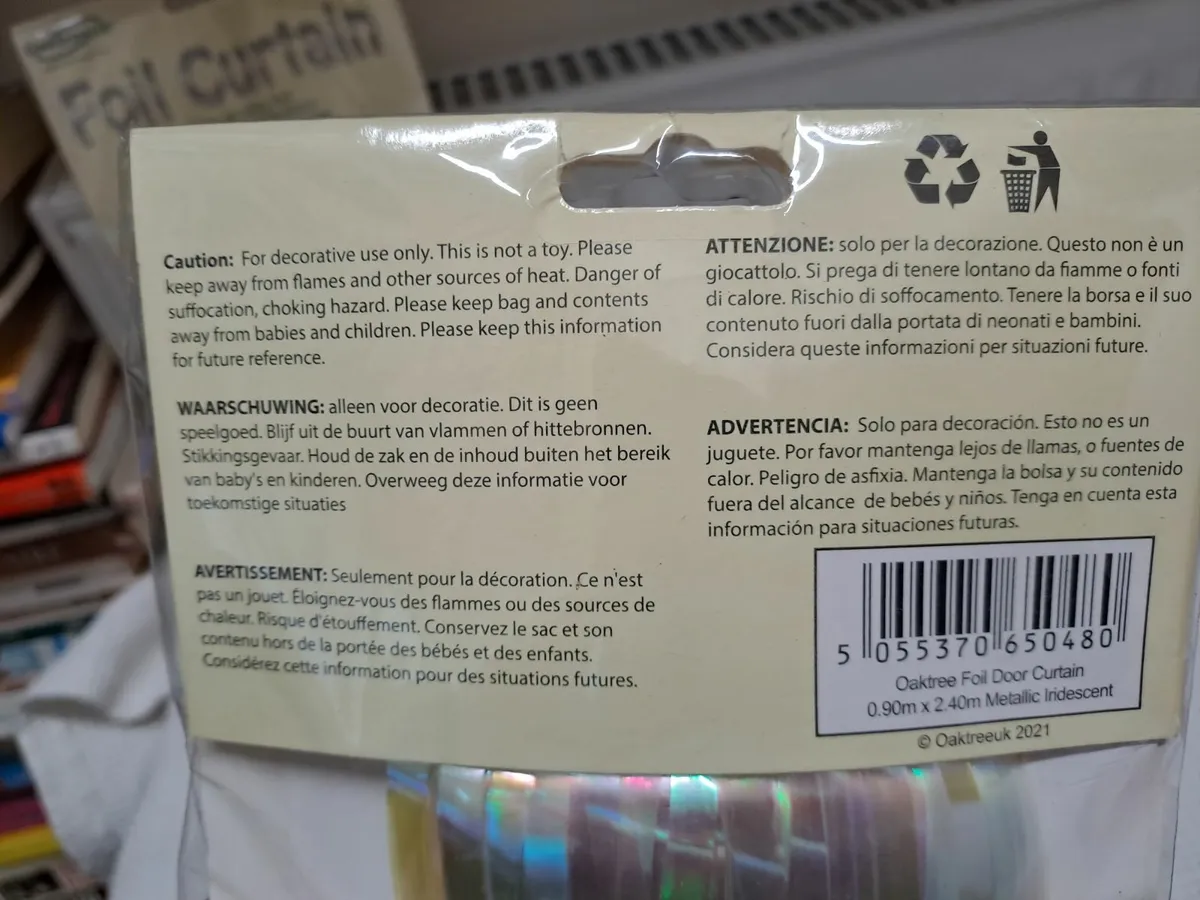 Foil Curtain
Caution: For decorative use only. This is not a toy. Please
keep away from flames and other sources of heat. Danger of
suffocation, choking hazard. Please keep bag and contents
away from babies and children. Please keep this information
for future reference.
WAARSCHUWING: alleen voor decoratie. Dit is geen
speelgoed. Blijf uit de buurt van vlammen of hittebronnen.
Stikkingsgevaar. Houd de zak en de inhoud buiten het bereik
van baby's en kinderen. Overweeg deze informatie voor
toekomstige situaties
AVERTISSEMENT: Seulement pour la décoration. Ce n'est
pas un jouet. Éloignez-vous des flammes ou des sources de
chaleur. Risque d'étouffement. Conservez le sac et son
contenu hors de la portée des bébés et des enfants.
Considérez cette information pour des situations futures.
ATTENZIONE: solo per la decorazione. Questo non è un
giocattolo. Si prega di tenere lontano da fiamme o fonti
di calore. Rischio di soffocamento. Tenere la borsa e il suo
contenuto fuori dalla portata di neonati e bambini.
Considera queste informazioni per situazioni future.
ADVERTENCIA: Solo para decoración. Esto no es un
juguete. Por favor mantenga lejos de llamas, o fuentes de
calor. Peligro de asfixia. Mantenga la bolsa y su contenido
fuera del alcance de bebés y niños. Tenga en cuenta esta
información para situaciones futuras.
5 055370 650480
Oaktree Foil Door Curtain
0.90m x 2.40m Metallic Iridescent
© Oaktreeuk 2021